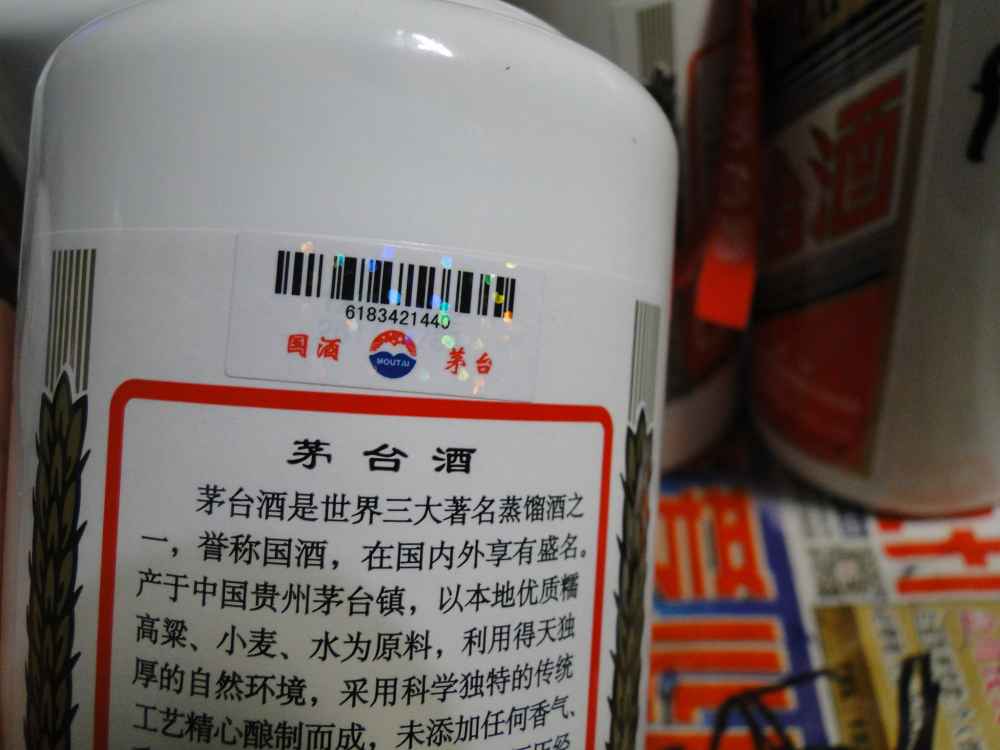 6183421440
国酒 MOUTAI 茅台
茅台酒
茅台酒是世界三大著名蒸馏酒之
一，誉称国酒，在国内外享有盛名。
产于中国贵州茅台镇，以本地优质糯
高粱、小麦、水为原料，利用得天独
厚的自然环境，采用科学独特的传统
工艺精心酿制而成，未添加任何香气、
酒